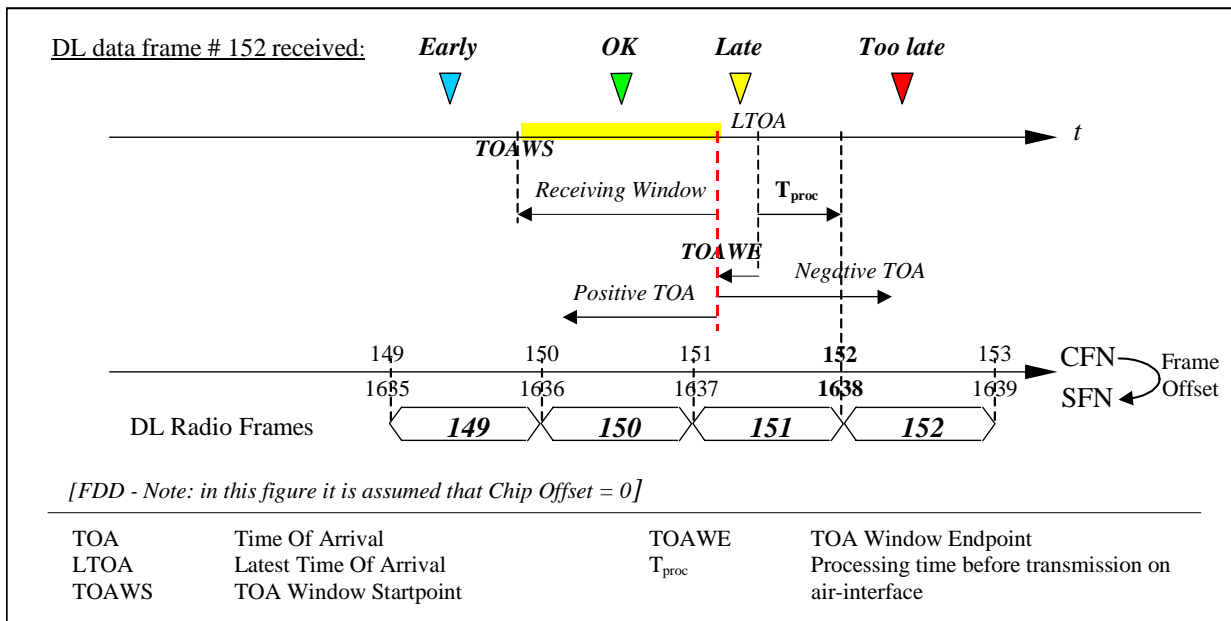 DL data frame # 152 received: Early OK Late Too late
LTOA
t
TOAWS
Receiving Window Tproc
TOAWE
Negative TOA
Positive TOA
149 150 151 152 153 CFN
Frame
Offset
1635 1636 1637 1638 1639 SFN
DL Radio Frames 149 150 151 152
[FDD - Note: in this figure it is assumed that Chip Offset = 0]
TOA Time Of Arrival TOAWE TOA Window Endpoint
LTOA Latest Time Of Arrival Tproc Processing time before transmission on
TOAWS TOA Window Startpoint air-interface